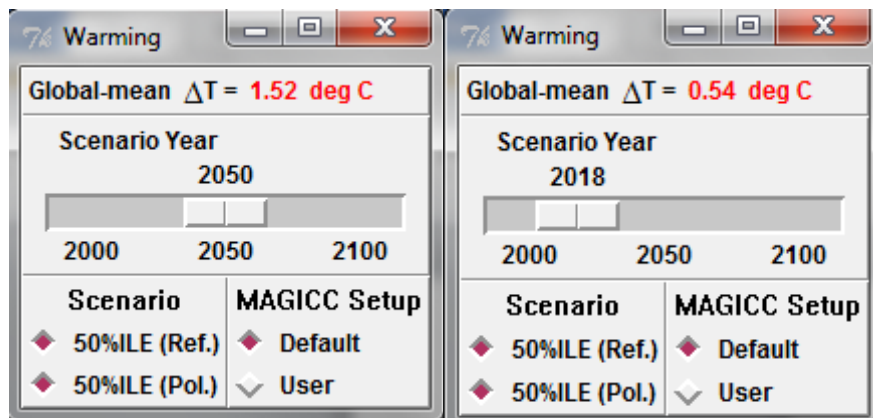 Warming
Global-mean ΔT = 1.52 deg C
Scenario Year
2050
2000 2050 2100
Scenario MAGICC Setup
50%ILE (Ref.) Default
50%ILE (Pol.) User
Warming
Global-mean ΔT = 0.54 deg C
Scenario Year
2018
2000 2050 2100
Scenario MAGICC Setup
50%ILE (Ref.) Default
50%ILE (Pol.) User